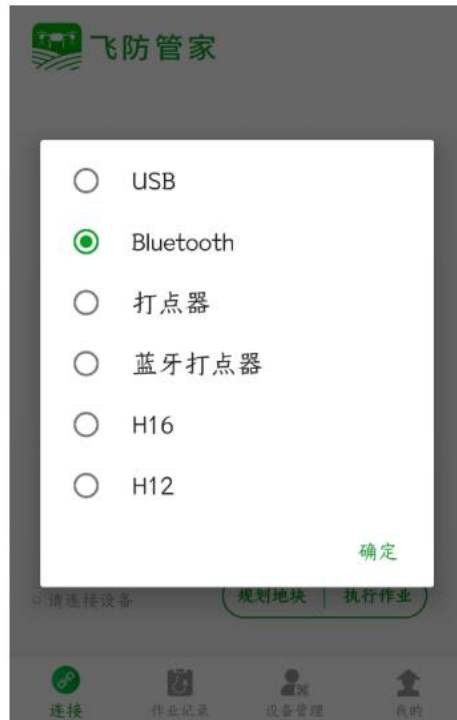 飞防管家
USB
Bluetooth
打点器
蓝牙打点器
H16
H12
确定
请连接设备
规划地块 执行作业
连接 作业记录 设备管理 我的